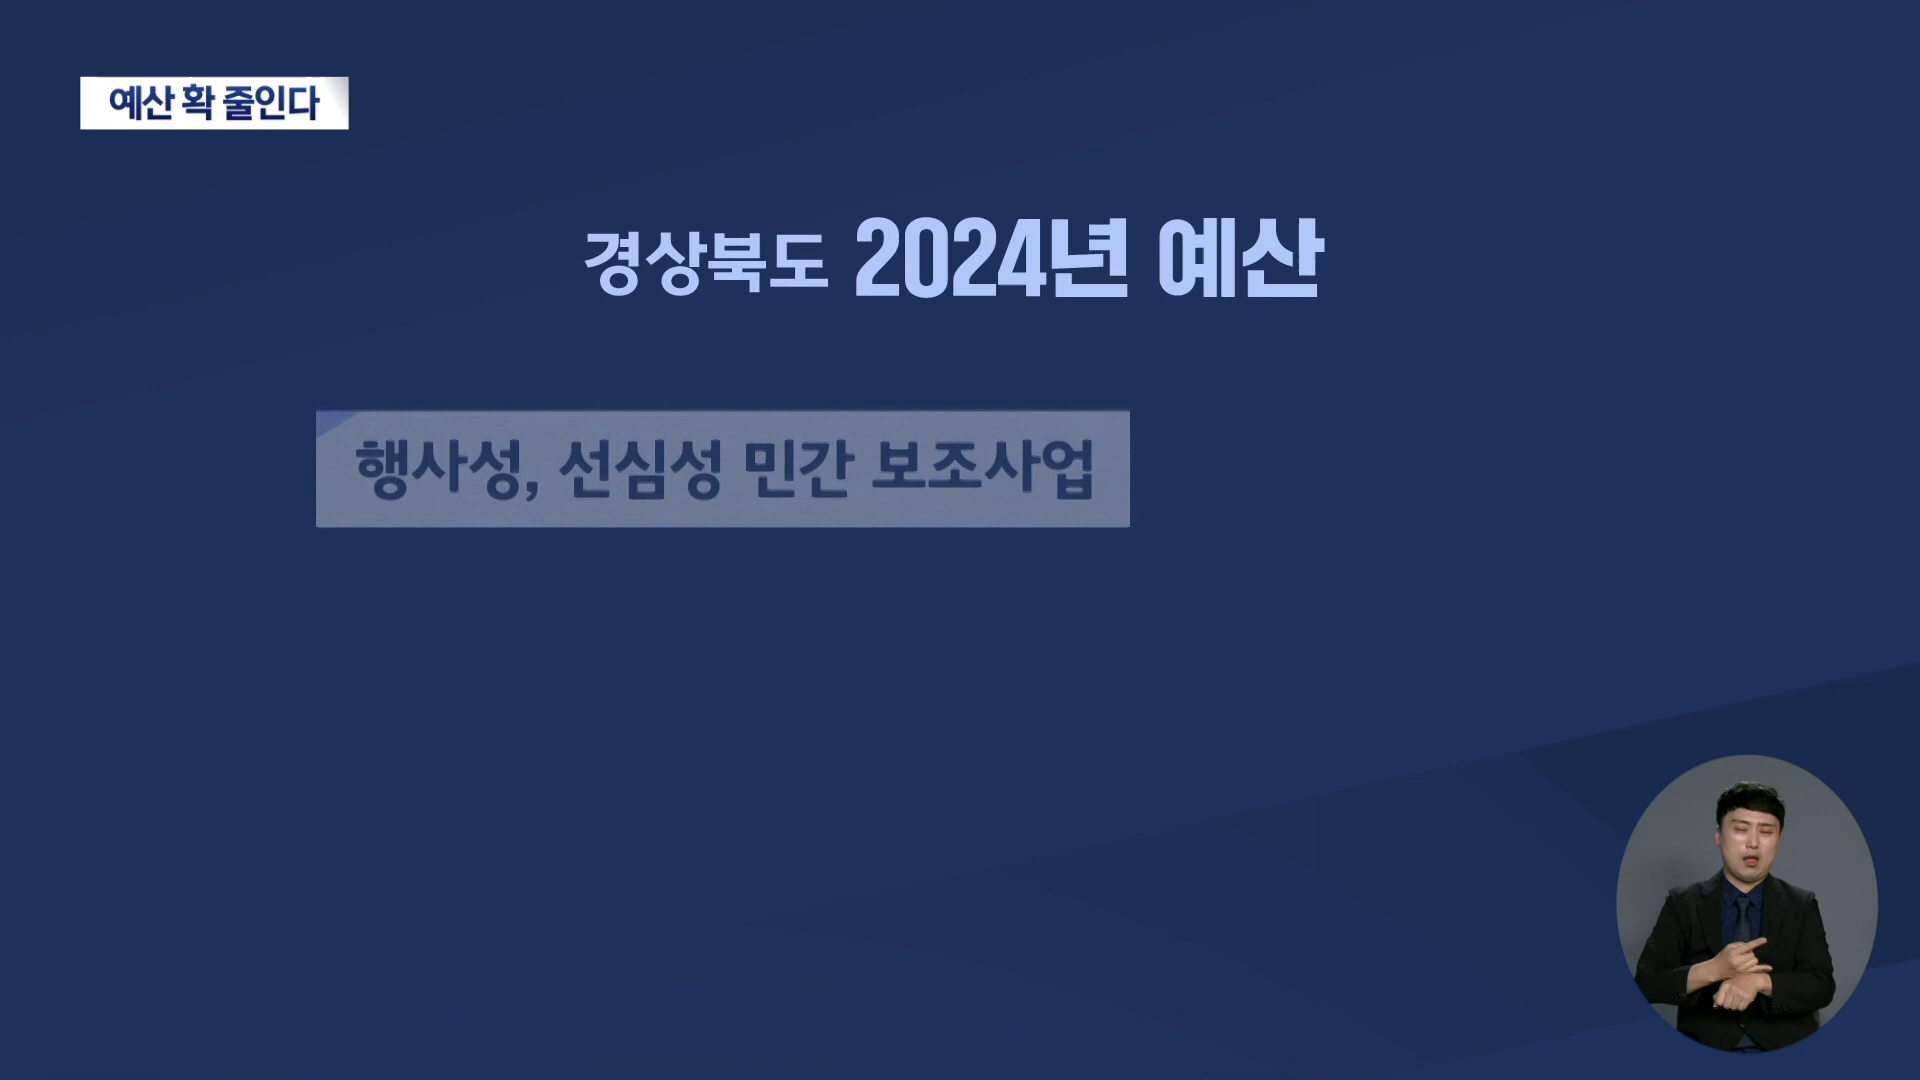 예산 확 줄인다
경상북도 2024년 예산
행사성, 선심성 민간 보조사업